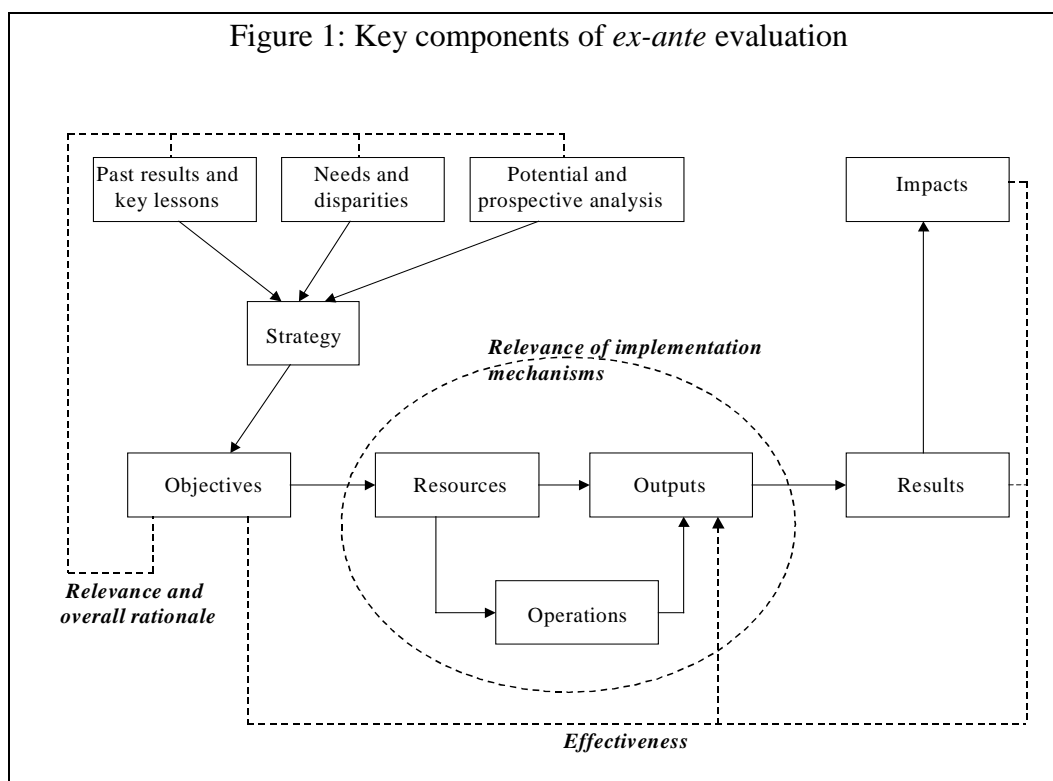 Figure 1: Key components of ex-ante evaluation
Past results and
key lessons
Needs and
disparities
Potential and
prospective analysis
Impacts
Strategy
Relevance of implementation
mechanisms
Objectives
Resources
Outputs
Results
Relevance and
overall rationale
Operations
Effectiveness